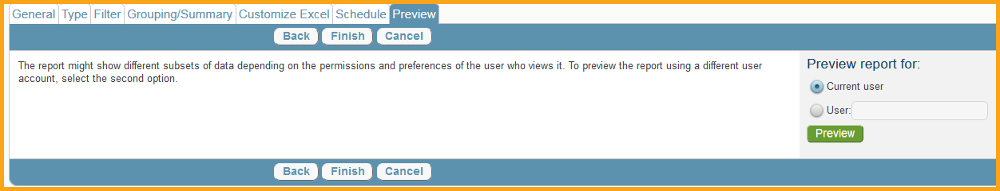 General Type Filter Grouping/Summary Customize Excel Schedule Preview
Back Finish Cancel
The report might show different subsets of data depending on the permissions and preferences of the user who views it. To preview the report using a different user
account, select the second option.
Preview report for:
Current user
User:
Preview
Back Finish Cancel